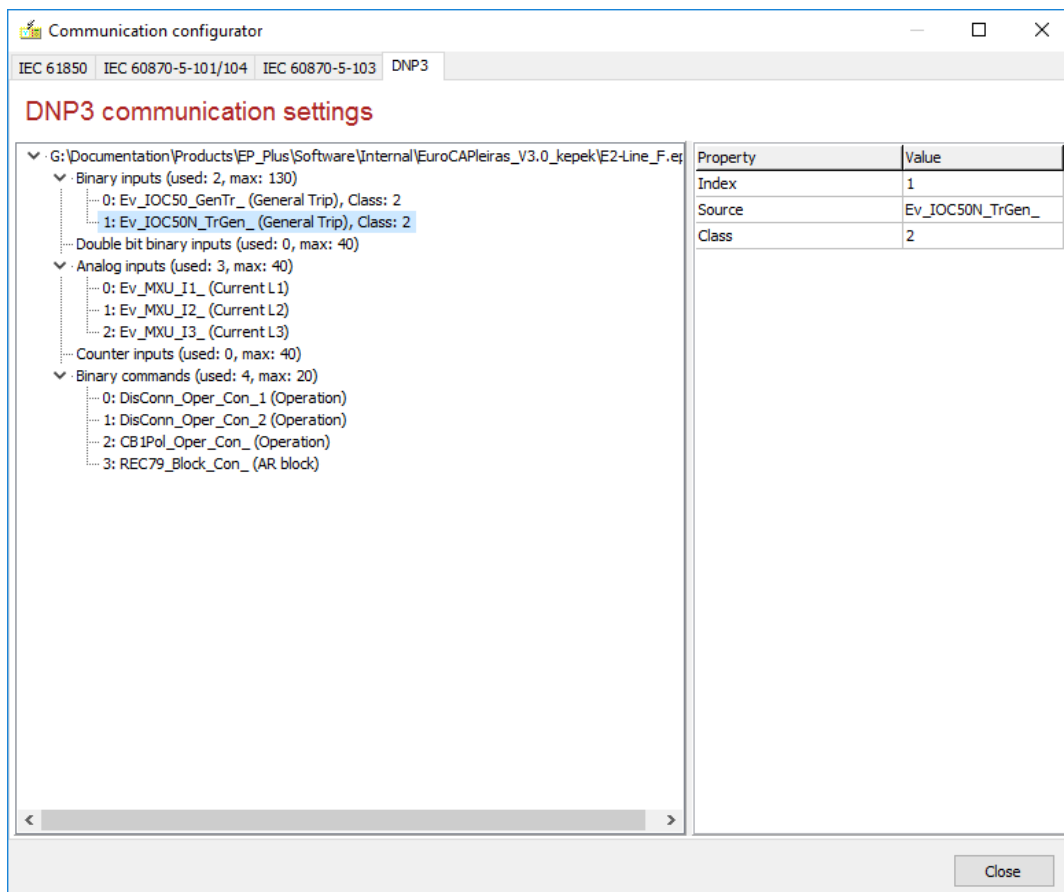 Communication configurator
IEC 61850 IEC 60870-5-101/104 IEC 60870-5-103 DNP3
DNP3 communication settings
G:\Documentation\Products\EP_Plus\Software\Internal\EuroCAPleiras_V3.0_kepek\E2-Line_F.ep
Binary inputs (used: 2, max: 130)
0: Ev_IOC50_GenTr_ (General Trip), Class: 2
1: Ev_IOC50N_TrGen_ (General Trip), Class: 2
Double bit binary inputs (used: 0, max: 40)
Analog inputs (used: 3, max: 40)
0: Ev_MXU_I1_ (Current L1)
1: Ev_MXU_I2_ (Current L2)
2: Ev_MXU_I3_ (Current L3)
Counter inputs (used: 0, max: 40)
Binary commands (used: 4, max: 20)
0: DisConn_Oper_Con_1 (Operation)
1: DisConn_Oper_Con_2 (Operation)
2: CB1Pol_Oper_Con_ (Operation)
3: REC79_Block_Con_ (AR block)
Property Value
Index 1
Source Ev_IOC50N_TrGen_
Class 2
Close